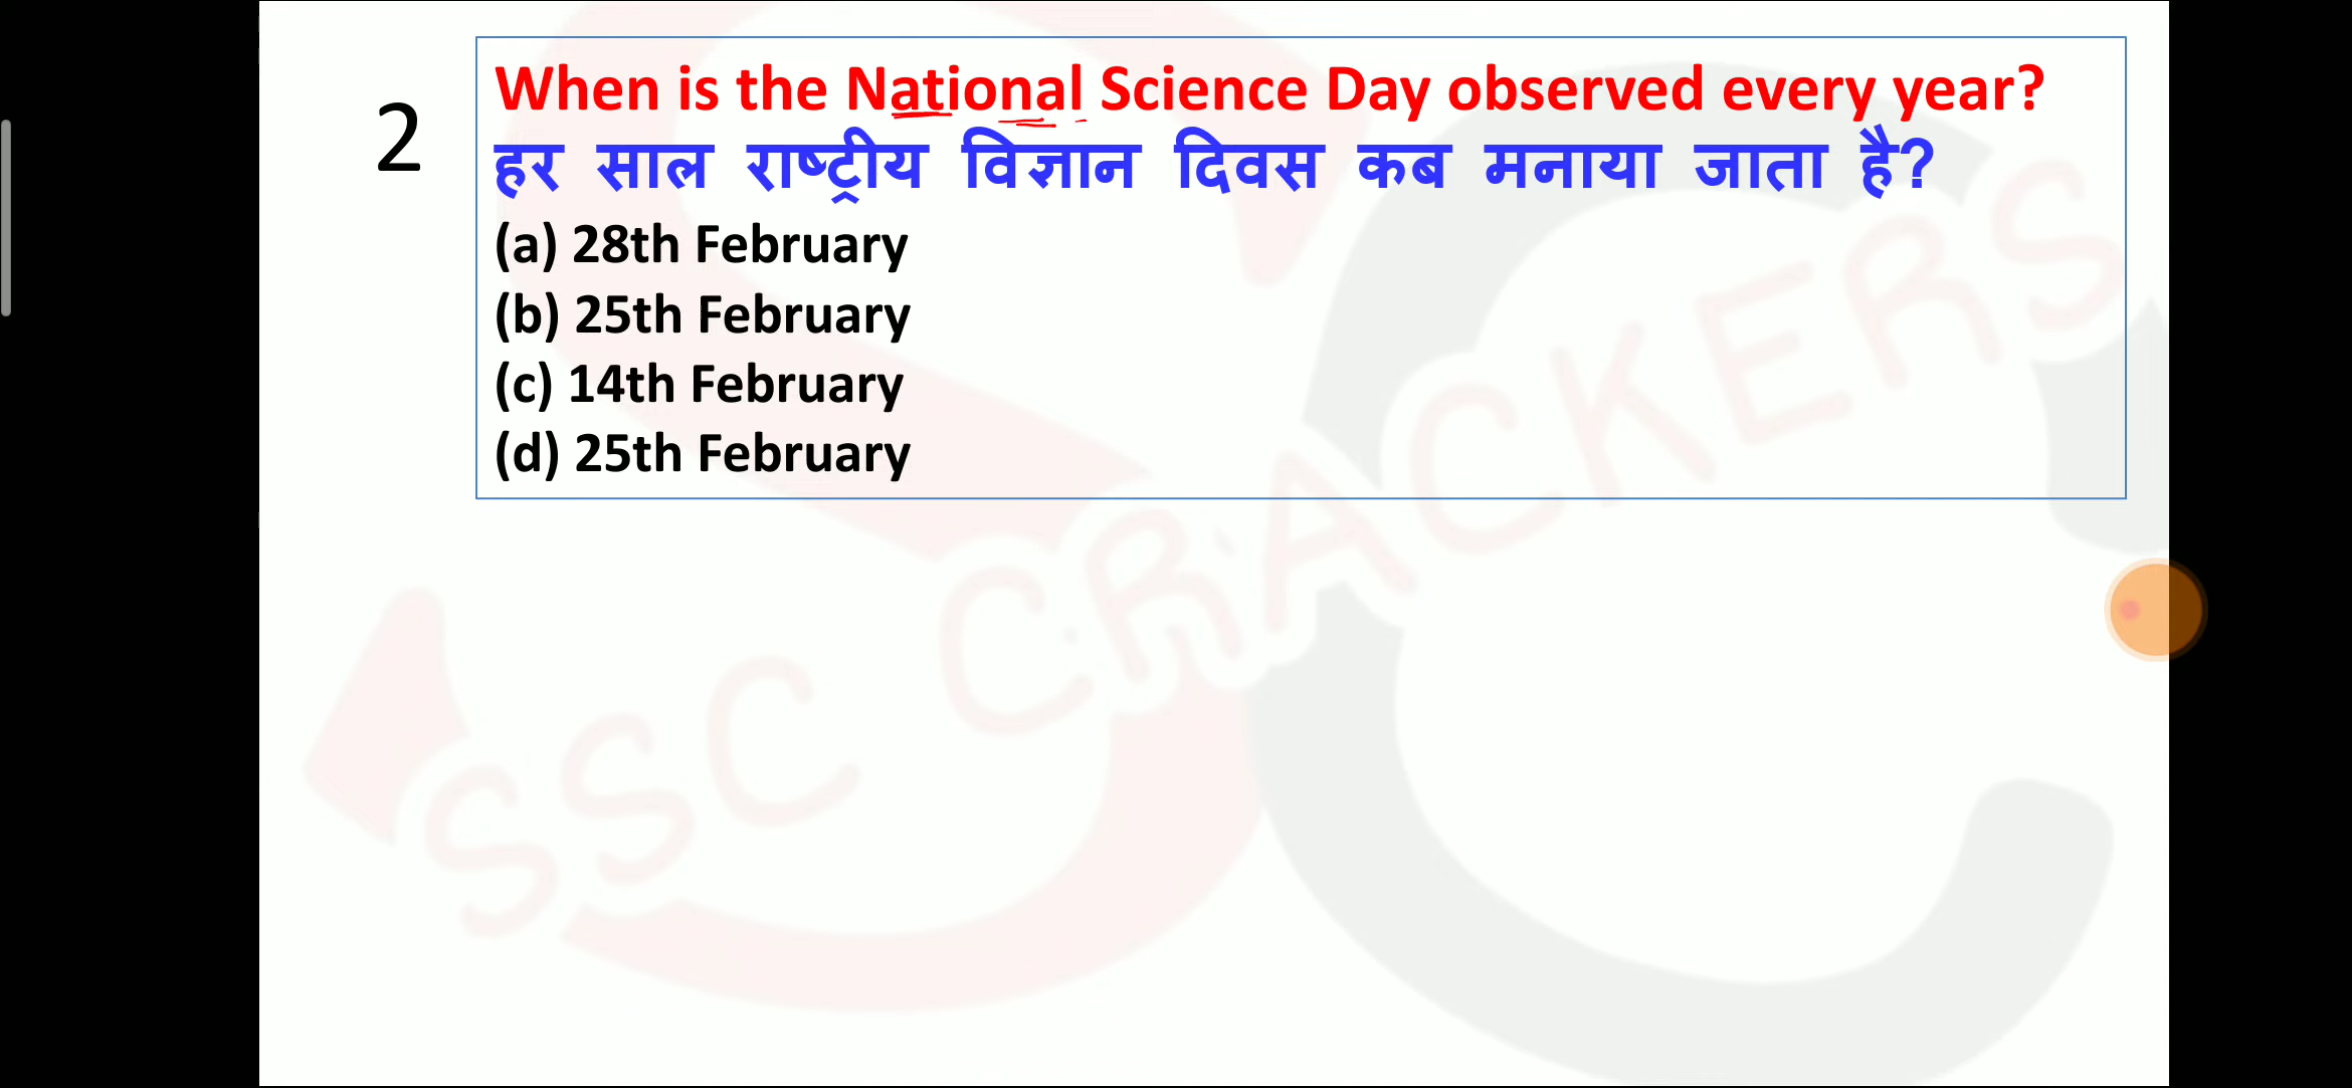 2
When is the National Science Day observed every year?
हर साल राष्ट्रीय विज्ञान दिवस कब मनाया जाता है?
(a) 28th February
(b) 25th February
(c) 14th February
(d) 25th February
SSC CRACKERS